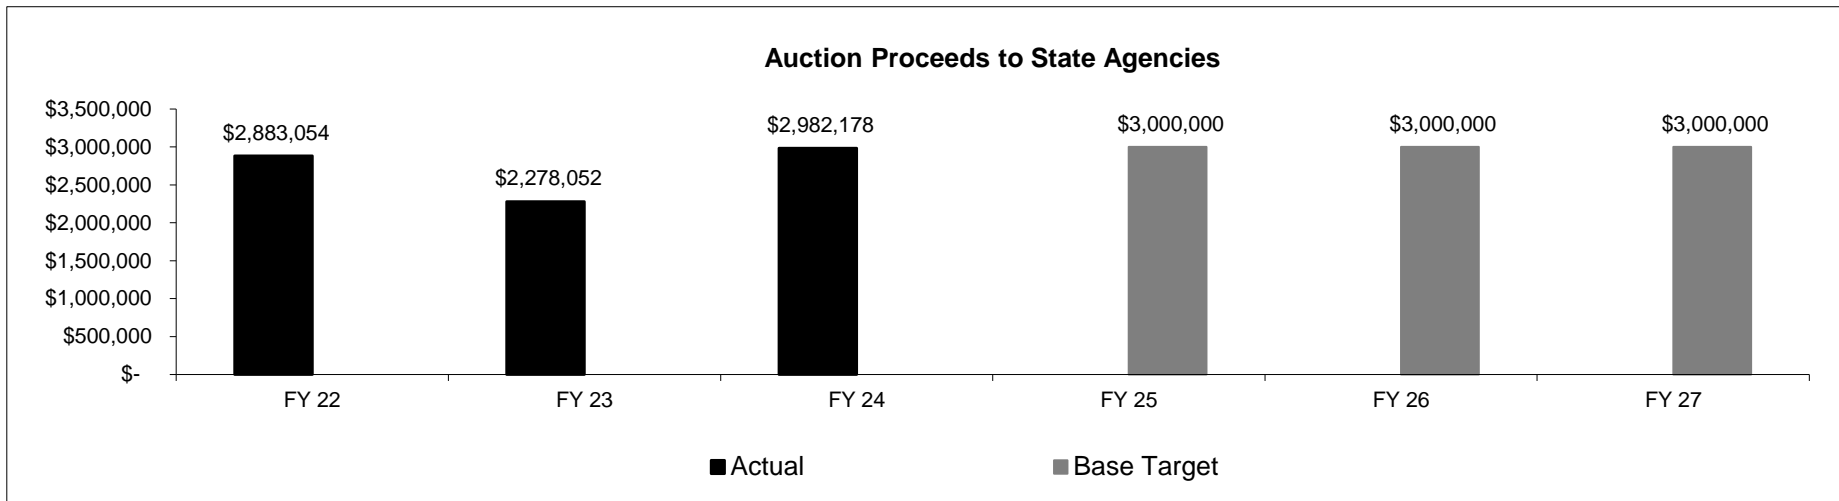 Auction Proceeds to State Agencies
$3,500,000
$3,000,000
$2,500,000
$2,000,000
$1,500,000
$1,000,000
$500,000
$-
$2,883,054
$2,278,052
$2,982,178
$3,000,000
$3,000,000
$3,000,000
FY 22
FY 23
FY 24
FY 25
FY 26
FY 27
Actual
Base Target